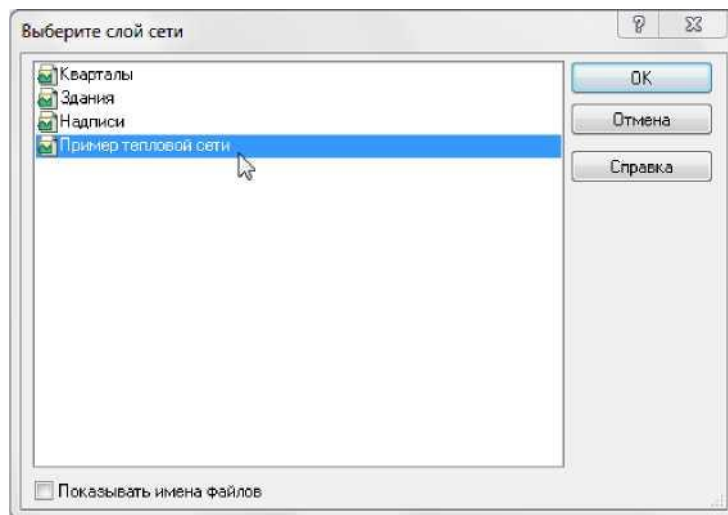 Выберите слой сети
Кварталы
Здания
Надписи
Пример тепловой сети
OK
Отмена
Справка
Показывать имена файлов